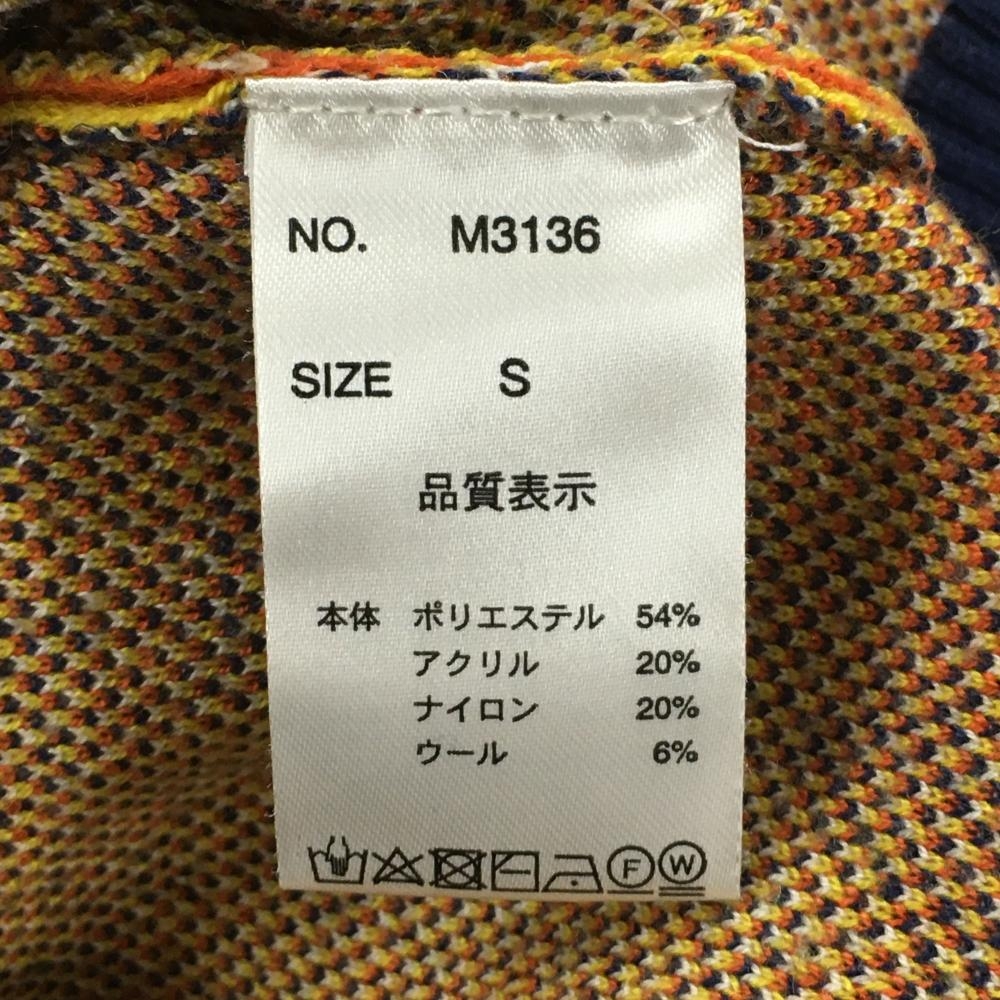 NO. M3136
SIZE S
品質表示
本体 ポリエステル 54%
アクリル 20%
ナイロン 20%
ウール 6%
F W